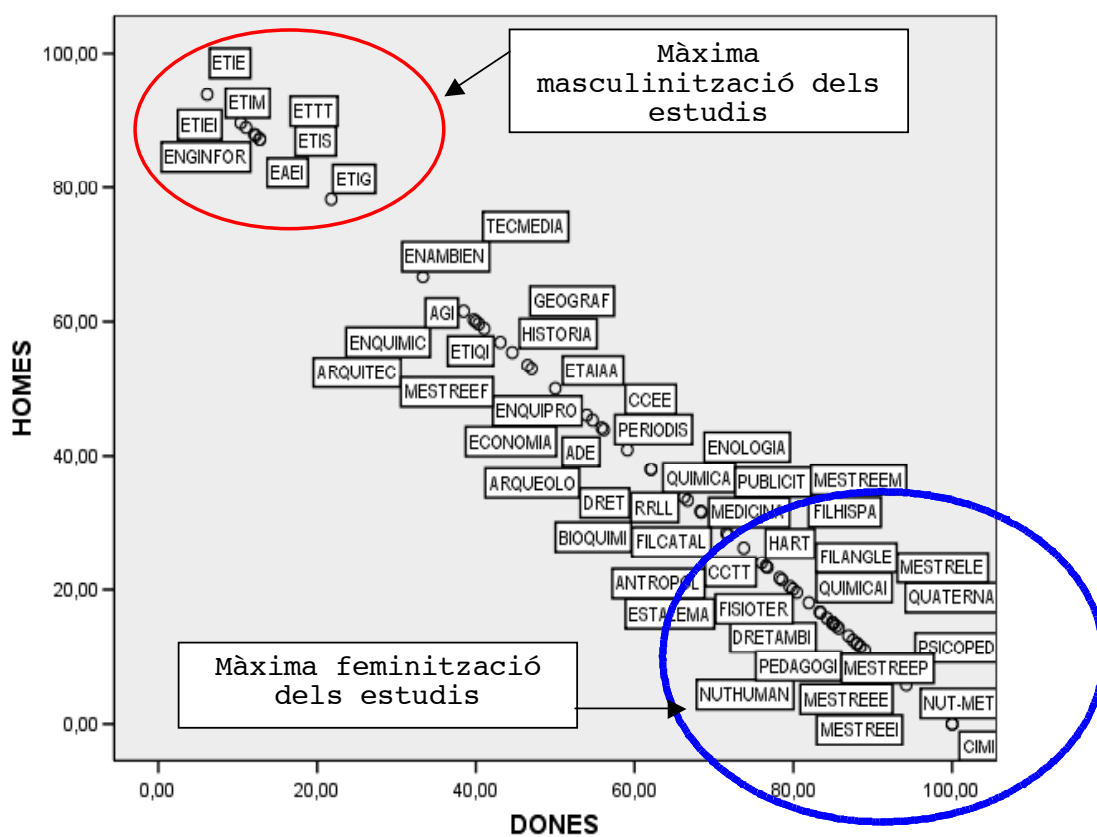 100,00
80,00
60,00
40,00
20,00
0,00
HOMES
0,00
20,00
40,00
60,00
80,00
100,00
DONES
Màxima
masculinització dels
estudis
Màxima feminització
dels estudis
ETIE
ETIM
ETTT
ETIEI
ETIS
ENGINFOR
EAEI
ETIG
TECMEDIA
ENAMBIEN
GEOGRAF
AGI
HISTORIA
ENQUIMIC
ETIQI
ARQUITEC
ETAIAA
MESTREEF
CCEE
ENQUIPRO
PERIODIS
ECONOMIA
ADE
ENOLOGIA
ARQUEOLO
QUIMICA
PUBLICIT
MESTREEM
DRET
RRLL
MEDICINA
FILHISPA
BIOQUIMI
FILCATAL
HART
FILANGLE
MESTRELE
CCTT
ANTROPOL
QUIMICAI
QUATERNA
ESTALEMA
FISIOTER
DRETAMBI
PSICOPED
PEDAGOGI
MESTREEP
NUTHUMAN
MESTREEE
NUT-MET
MESTREEI
CIMI